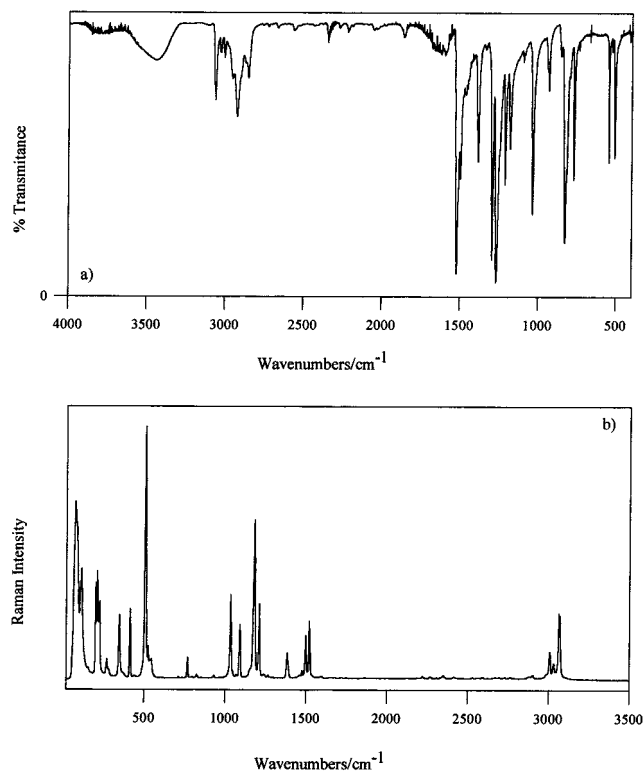 % Transmitance
a)
0
4000 3500 3000 2500 2000 1500 1000 500
Wavenumbers/cm-1
b)
Raman Intensity
500 1000 1500 2000 2500 3000 3500
Wavenumbers/cm-1